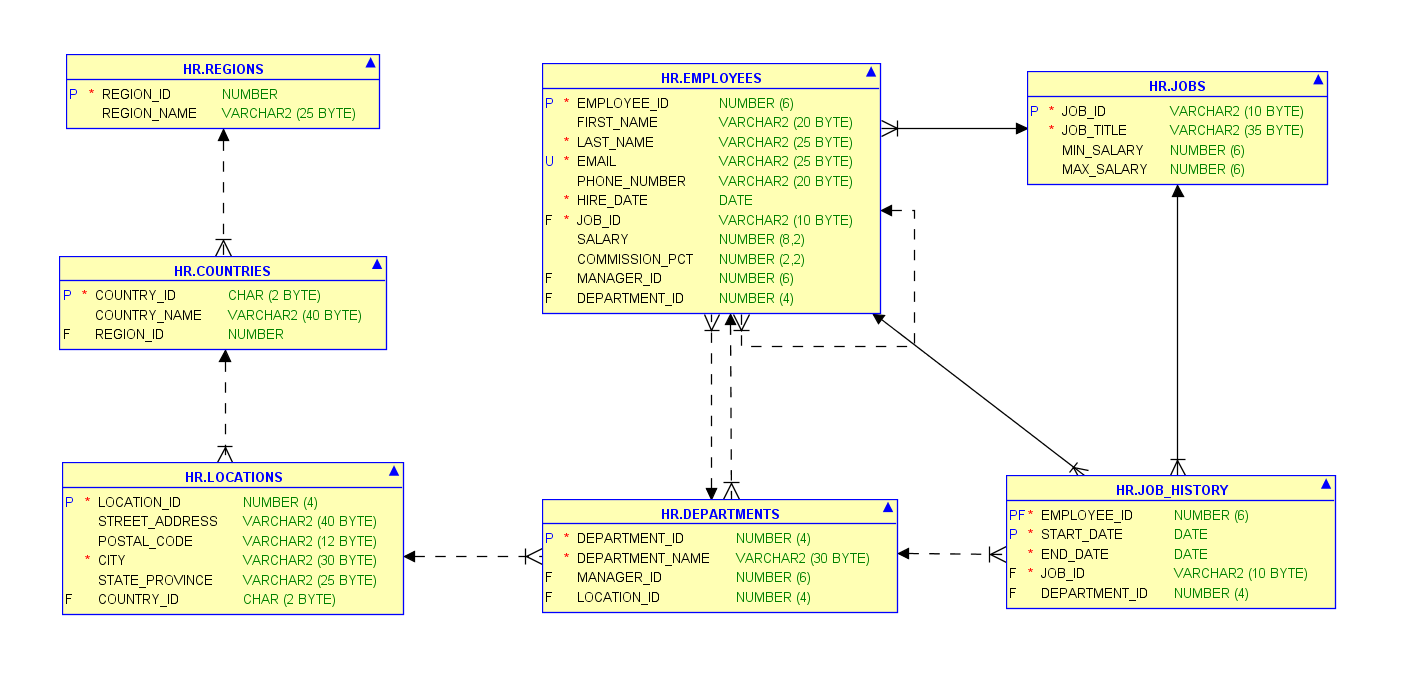 HR.REGIONS
P * REGION_ID NUMBER
REGION_NAME VARCHAR2 (25 BYTE)
HR.COUNTRIES
P * COUNTRY_ID CHAR (2 BYTE)
COUNTRY_NAME VARCHAR2 (40 BYTE)
F REGION_ID NUMBER
HR.LOCATIONS
P * LOCATION_ID NUMBER (4)
STREET_ADDRESS VARCHAR2 (40 BYTE)
POSTAL_CODE VARCHAR2 (12 BYTE)
* CITY VARCHAR2 (30 BYTE)
STATE_PROVINCE VARCHAR2 (25 BYTE)
F COUNTRY_ID CHAR (2 BYTE)
HR.EMPLOYEES
P * EMPLOYEE_ID NUMBER (6)
FIRST_NAME VARCHAR2 (20 BYTE)
* LAST_NAME VARCHAR2 (25 BYTE)
U * EMAIL VARCHAR2 (25 BYTE)
PHONE_NUMBER VARCHAR2 (20 BYTE)
* HIRE_DATE DATE
F * JOB_ID VARCHAR2 (10 BYTE)
SALARY NUMBER (8,2)
COMMISSION_PCT NUMBER (2,2)
F MANAGER_ID NUMBER (6)
F DEPARTMENT_ID NUMBER (4)
HR.DEPARTMENTS
P * DEPARTMENT_ID NUMBER (4)
* DEPARTMENT_NAME VARCHAR2 (30 BYTE)
F MANAGER_ID NUMBER (6)
F LOCATION_ID NUMBER (4)
HR.JOBS
P * JOB_ID VARCHAR2 (10 BYTE)
* JOB_TITLE VARCHAR2 (35 BYTE)
MIN_SALARY NUMBER (6)
MAX_SALARY NUMBER (6)
HR.JOB_HISTORY
PF * EMPLOYEE_ID NUMBER (6)
P * START_DATE DATE
* END_DATE DATE
F * JOB_ID VARCHAR2 (10 BYTE)
F DEPARTMENT_ID NUMBER (4)